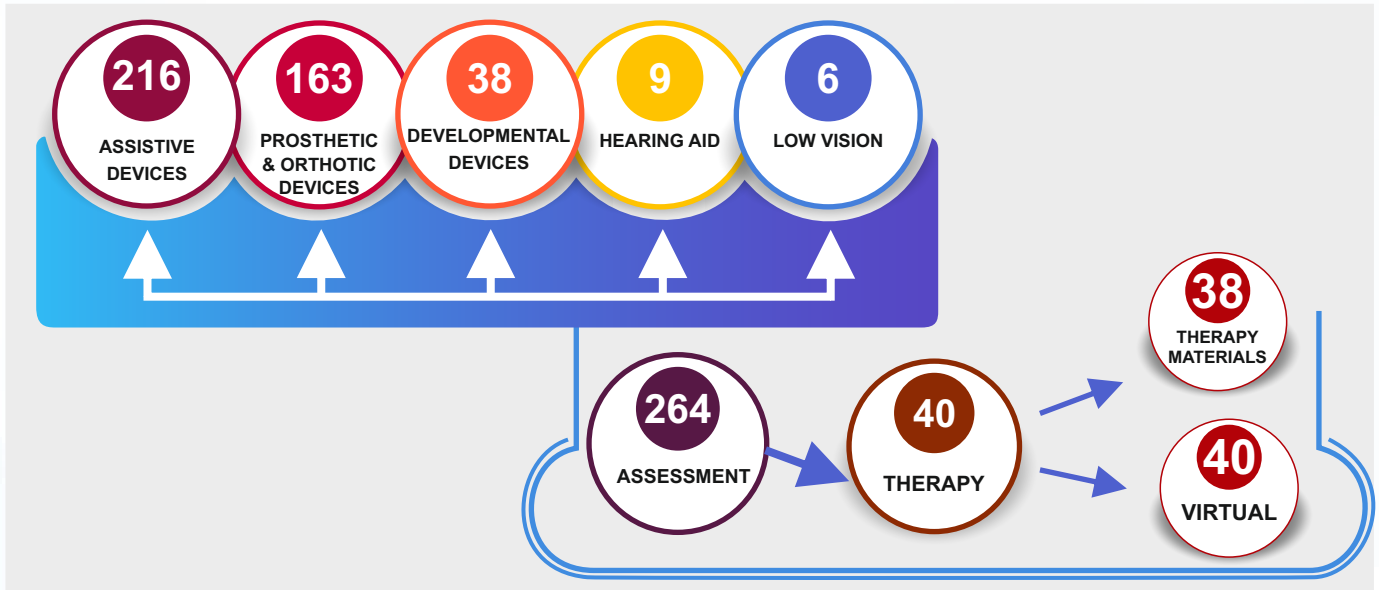 216
ASSISTIVE
DEVICES
163
PROSTHETIC
& ORTHOTIC
DEVICES
38
DEVELOPMENTAL
DEVICES
9
HEARING AID
6
LOW VISION
264
ASSESSMENT
40
THERAPY
38
THERAPY
MATERIALS
40
VIRTUAL